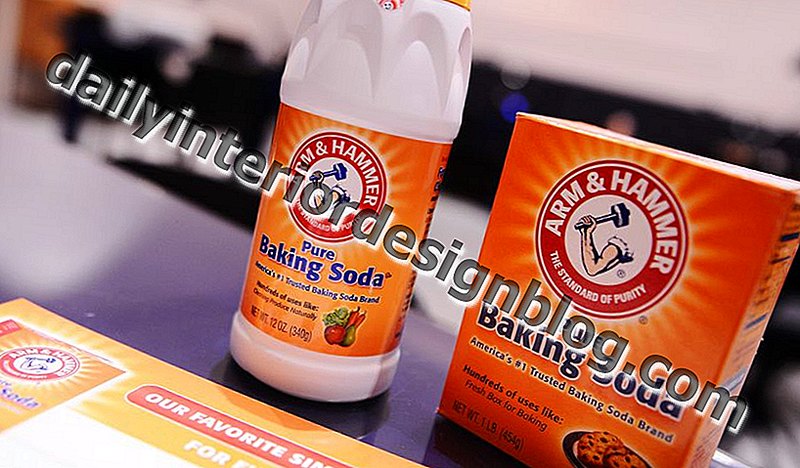 dailyinteriordesignblog.com
ARM & HAMMER
THE STANDARD OF PURITY
Pure
Baking Soda
America's #1 Trusted Baking Soda Brand
Hundreds of uses like:
Cleaning Produce Naturally
NET WT. 12 OZ. (340g)
ARM & HAMMER
THE STANDARD OF PURITY
Baking Soda
America's #1 Trusted Baking Soda Brand
Hundreds of uses like:
Fresh Box for Baking
NET WT. 1 LB. (454g)
ARM & HAMMER
Soda
OUR FAVORITE
FOR